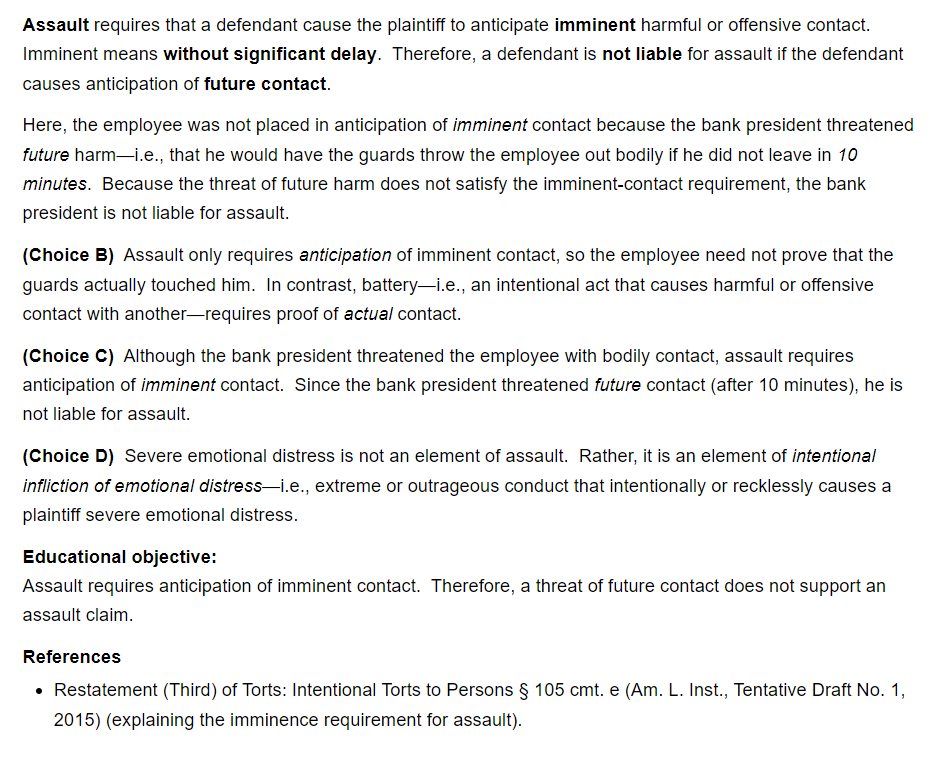 Assault requires that a defendant cause the plaintiff to anticipate imminent harmful or offensive contact.
Imminent means without significant delay.  Therefore, a defendant is not liable for assault if the defendant
causes anticipation of future contact.
Here, the employee was not placed in anticipation of imminent contact because the bank president threatened
future harm—i.e., that he would have the guards throw the employee out bodily if he did not leave in 10
minutes.  Because the threat of future harm does not satisfy the imminent-contact requirement, the bank
president is not liable for assault.
(Choice B)  Assault only requires anticipation of imminent contact, so the employee need not prove that the
guards actually touched him.  In contrast, battery—i.e., an intentional act that causes harmful or offensive
contact with another—requires proof of actual contact.
(Choice C)  Although the bank president threatened the employee with bodily contact, assault requires
anticipation of imminent contact.  Since the bank president threatened future contact (after 10 minutes), he is
not liable for assault.
(Choice D)  Severe emotional distress is not an element of assault.  Rather, it is an element of intentional
infliction of emotional distress—i.e., extreme or outrageous conduct that intentionally or recklessly causes a
plaintiff severe emotional distress.
Educational objective:
Assault requires anticipation of imminent contact.  Therefore, a threat of future contact does not support an
assault claim.
References
• Restatement (Third) of Torts: Intentional Torts to Persons § 105 cmt. e (Am. L. Inst., Tentative Draft No. 1,
2015) (explaining the imminence requirement for assault).